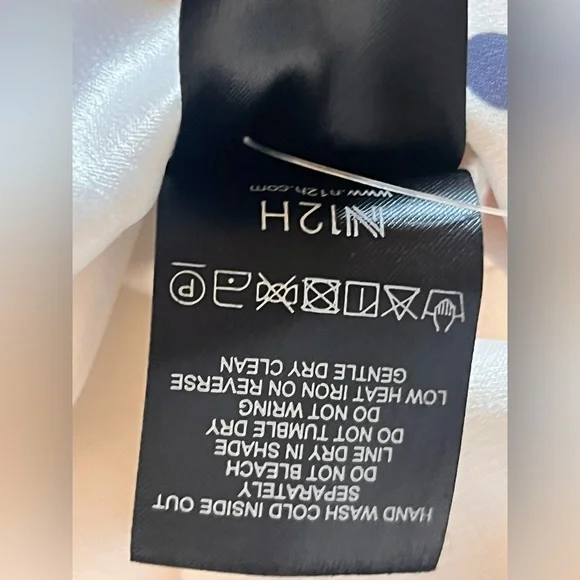 HAND WASH COLD INSIDE OUT
SEPARATELY
DO NOT BLEACH
LINE DRY IN SHADE
DO NOT TUMBLE DRY
DO NOT WRING
LOW HEAT IRON ON REVERSE
GENTLE DRY CLEAN
P
N12H
www.n12h.com